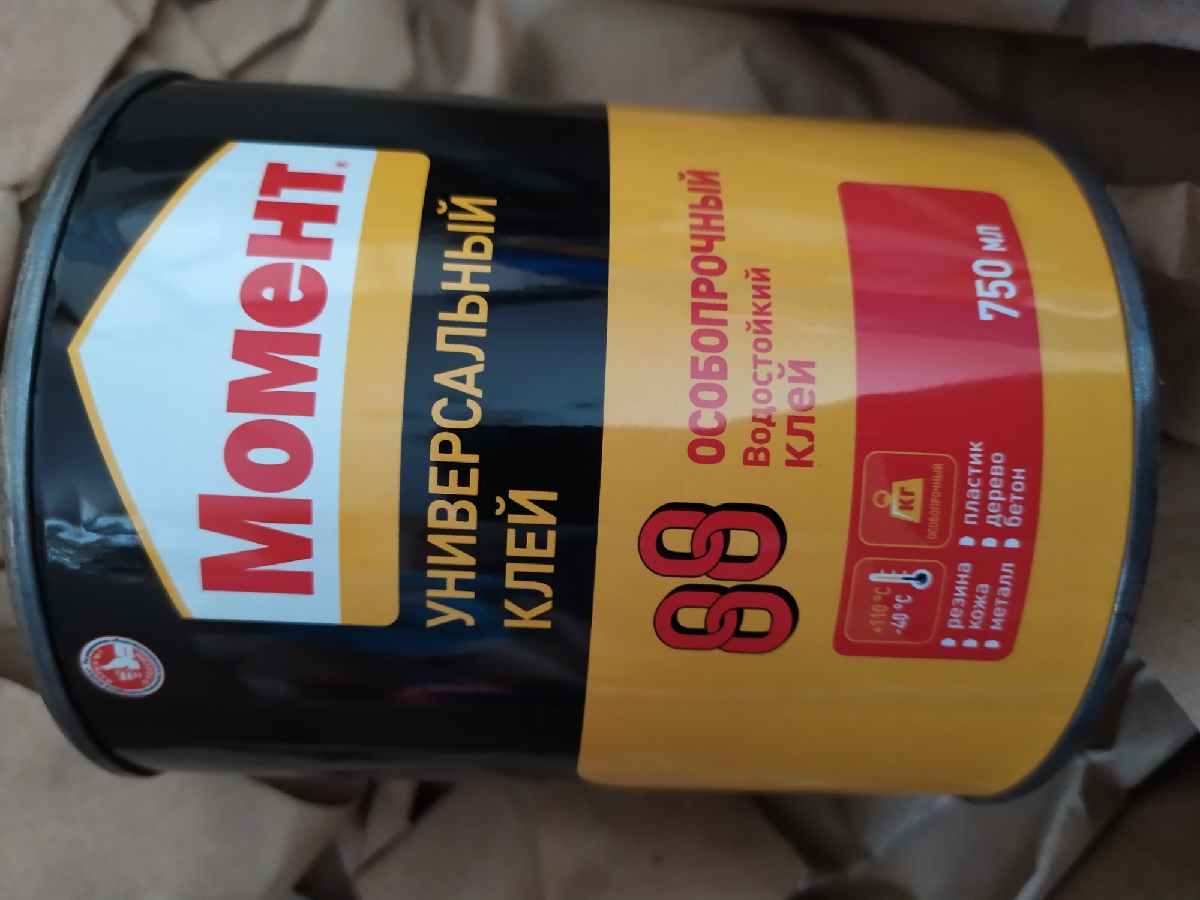 Момент®
УНИВЕРСАЛЬНЫЙ
КЛЕЙ
88
ОСОБОПРОЧНЫЙ
Водостойкий
Клей
+110°C
-40°C
кг
ОСОБОПРОЧНЫЙ
резина
кожа
металл
пластик
дерево
бетон
750 мл